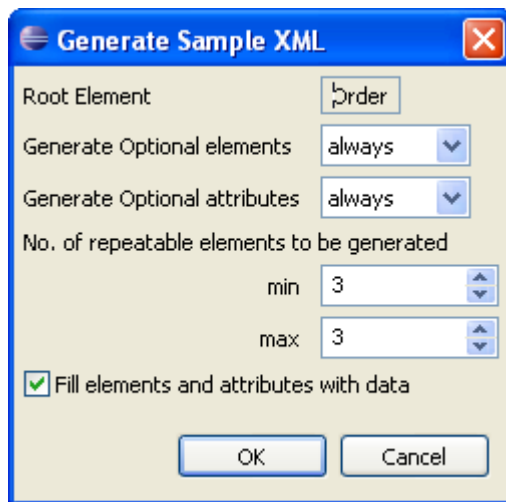 Generate Sample XML
Root Element order
Generate Optional elements always
Generate Optional attributes always
No. of repeatable elements to be generated
min 3
max 3
Fill elements and attributes with data
OK Cancel